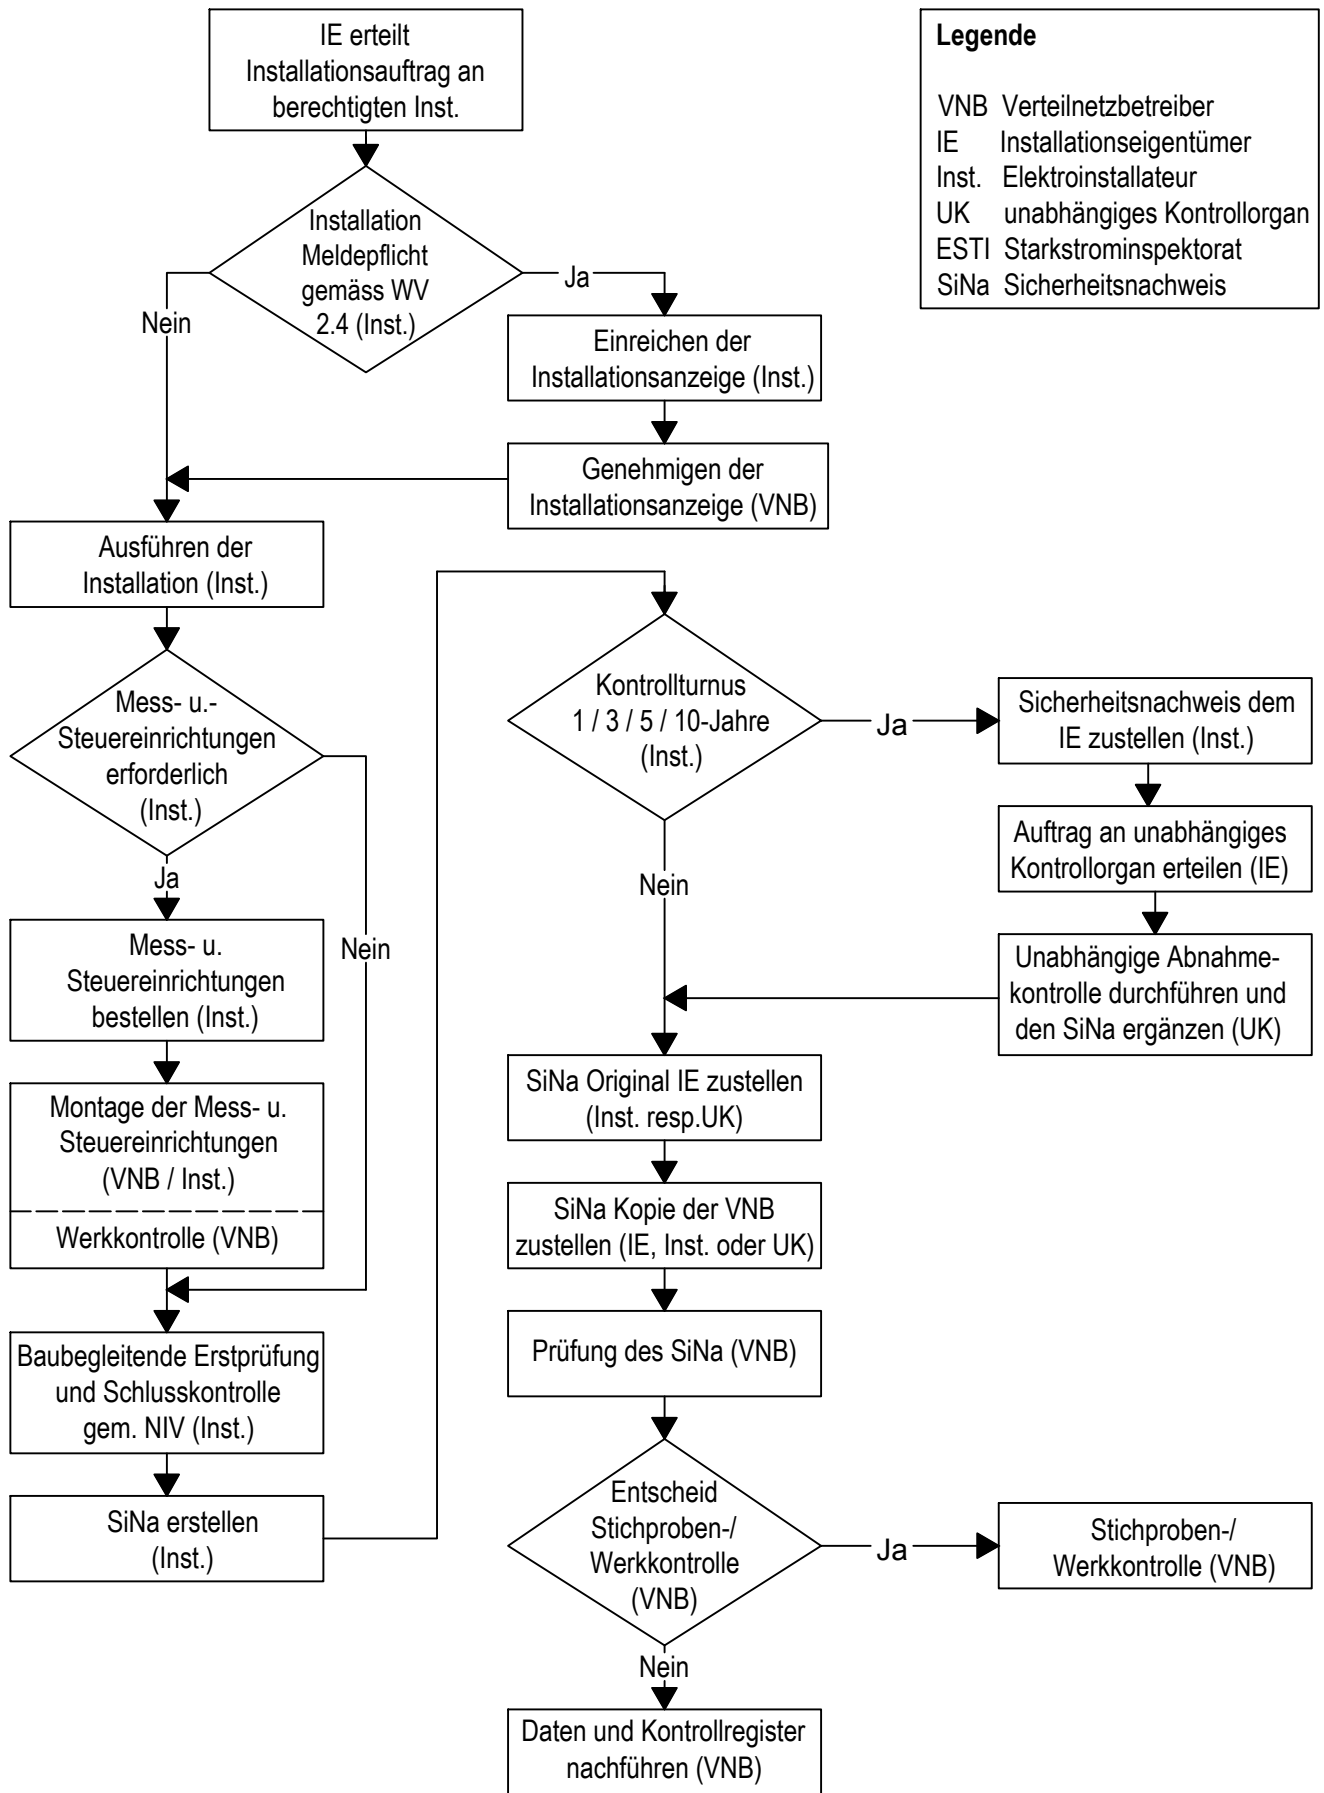 IE erteilt
Installationsauftrag an
berechtigten Inst.
Legende
VNB Verteilnetzbetreiber
IE Installationseigentümer
Inst. Elektroinstallateur
UK unabhängiges Kontrollorgan
ESTI Starkstrominspektorat
SiNa Sicherheitsnachweis
Installation
Meldepflicht
gemäss WV
2.4 (Inst.)
Ja
Nein
Einreichen der
Installationsanzeige (Inst.)
Genehmigen der
Installationsanzeige (VNB)
Ausführen der
Installation (Inst.)
Mess- u.-
Steuereinrichtungen
erforderlich
(Inst.)
Ja
Nein
Mess- u.
Steuereinrichtungen
bestellen (Inst.)
Montage der Mess- u.
Steuereinrichtungen
(VNB / Inst.)
Werkkontrolle (VNB)
Baubegleitende Erstprüfung
und Schlusskontrolle
gem. NIV (Inst.)
SiNa erstellen
(Inst.)
Kontrollturnus
1 / 3 / 5 / 10-Jahre
(Inst.)
Ja
Nein
Sicherheitsnachweis dem
IE zustellen (Inst.)
Auftrag an unabhängiges
Kontrollorgan erteilen (IE)
Unabhängige Abnahme-
kontrolle durchführen und
den SiNa ergänzen (UK)
SiNa Original IE zustellen
(Inst. resp.UK)
SiNa Kopie der VNB
zustellen (IE, Inst. oder UK)
Prüfung des SiNa (VNB)
Entscheid
Stichproben-/
Werkkontrolle
(VNB)
Ja
Stichproben-/
Werkkontrolle (VNB)
Nein
Daten und Kontrollregister
nachführen (VNB)